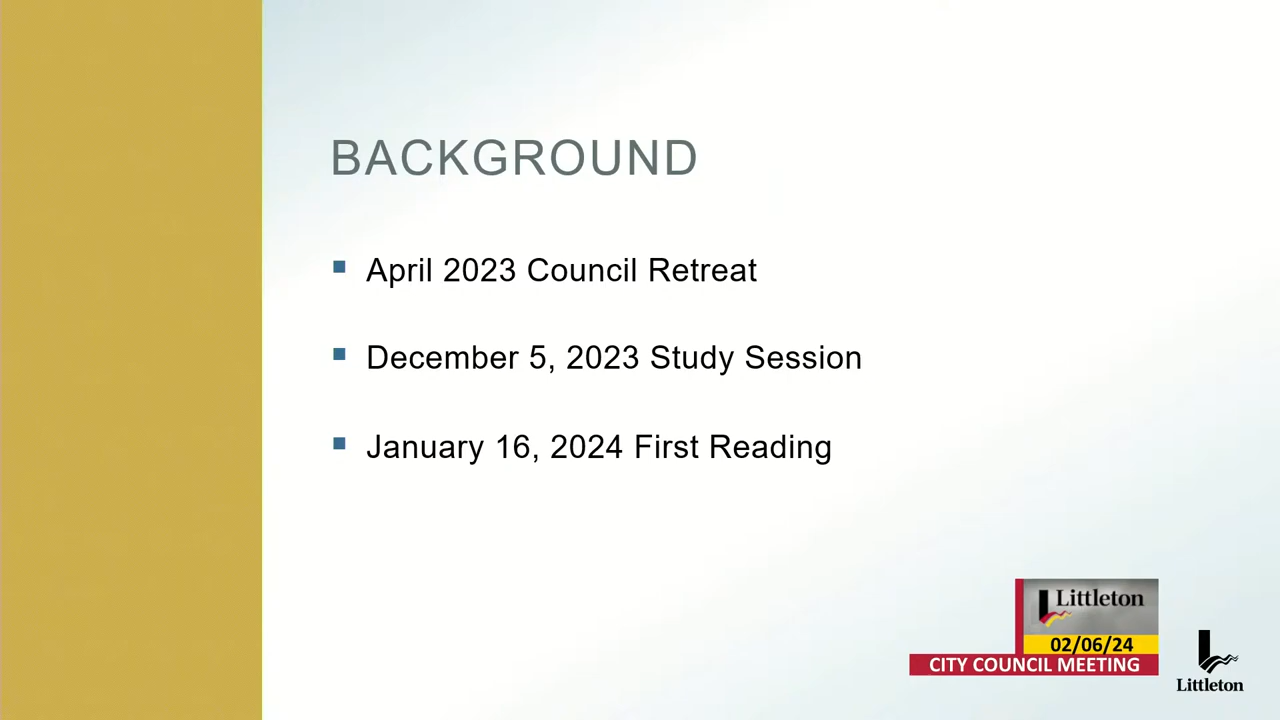 BACKGROUND
April 2023 Council Retreat
December 5, 2023 Study Session
January 16, 2024 First Reading
Littleton
02/06/24
CITY COUNCIL MEETING
Littleton